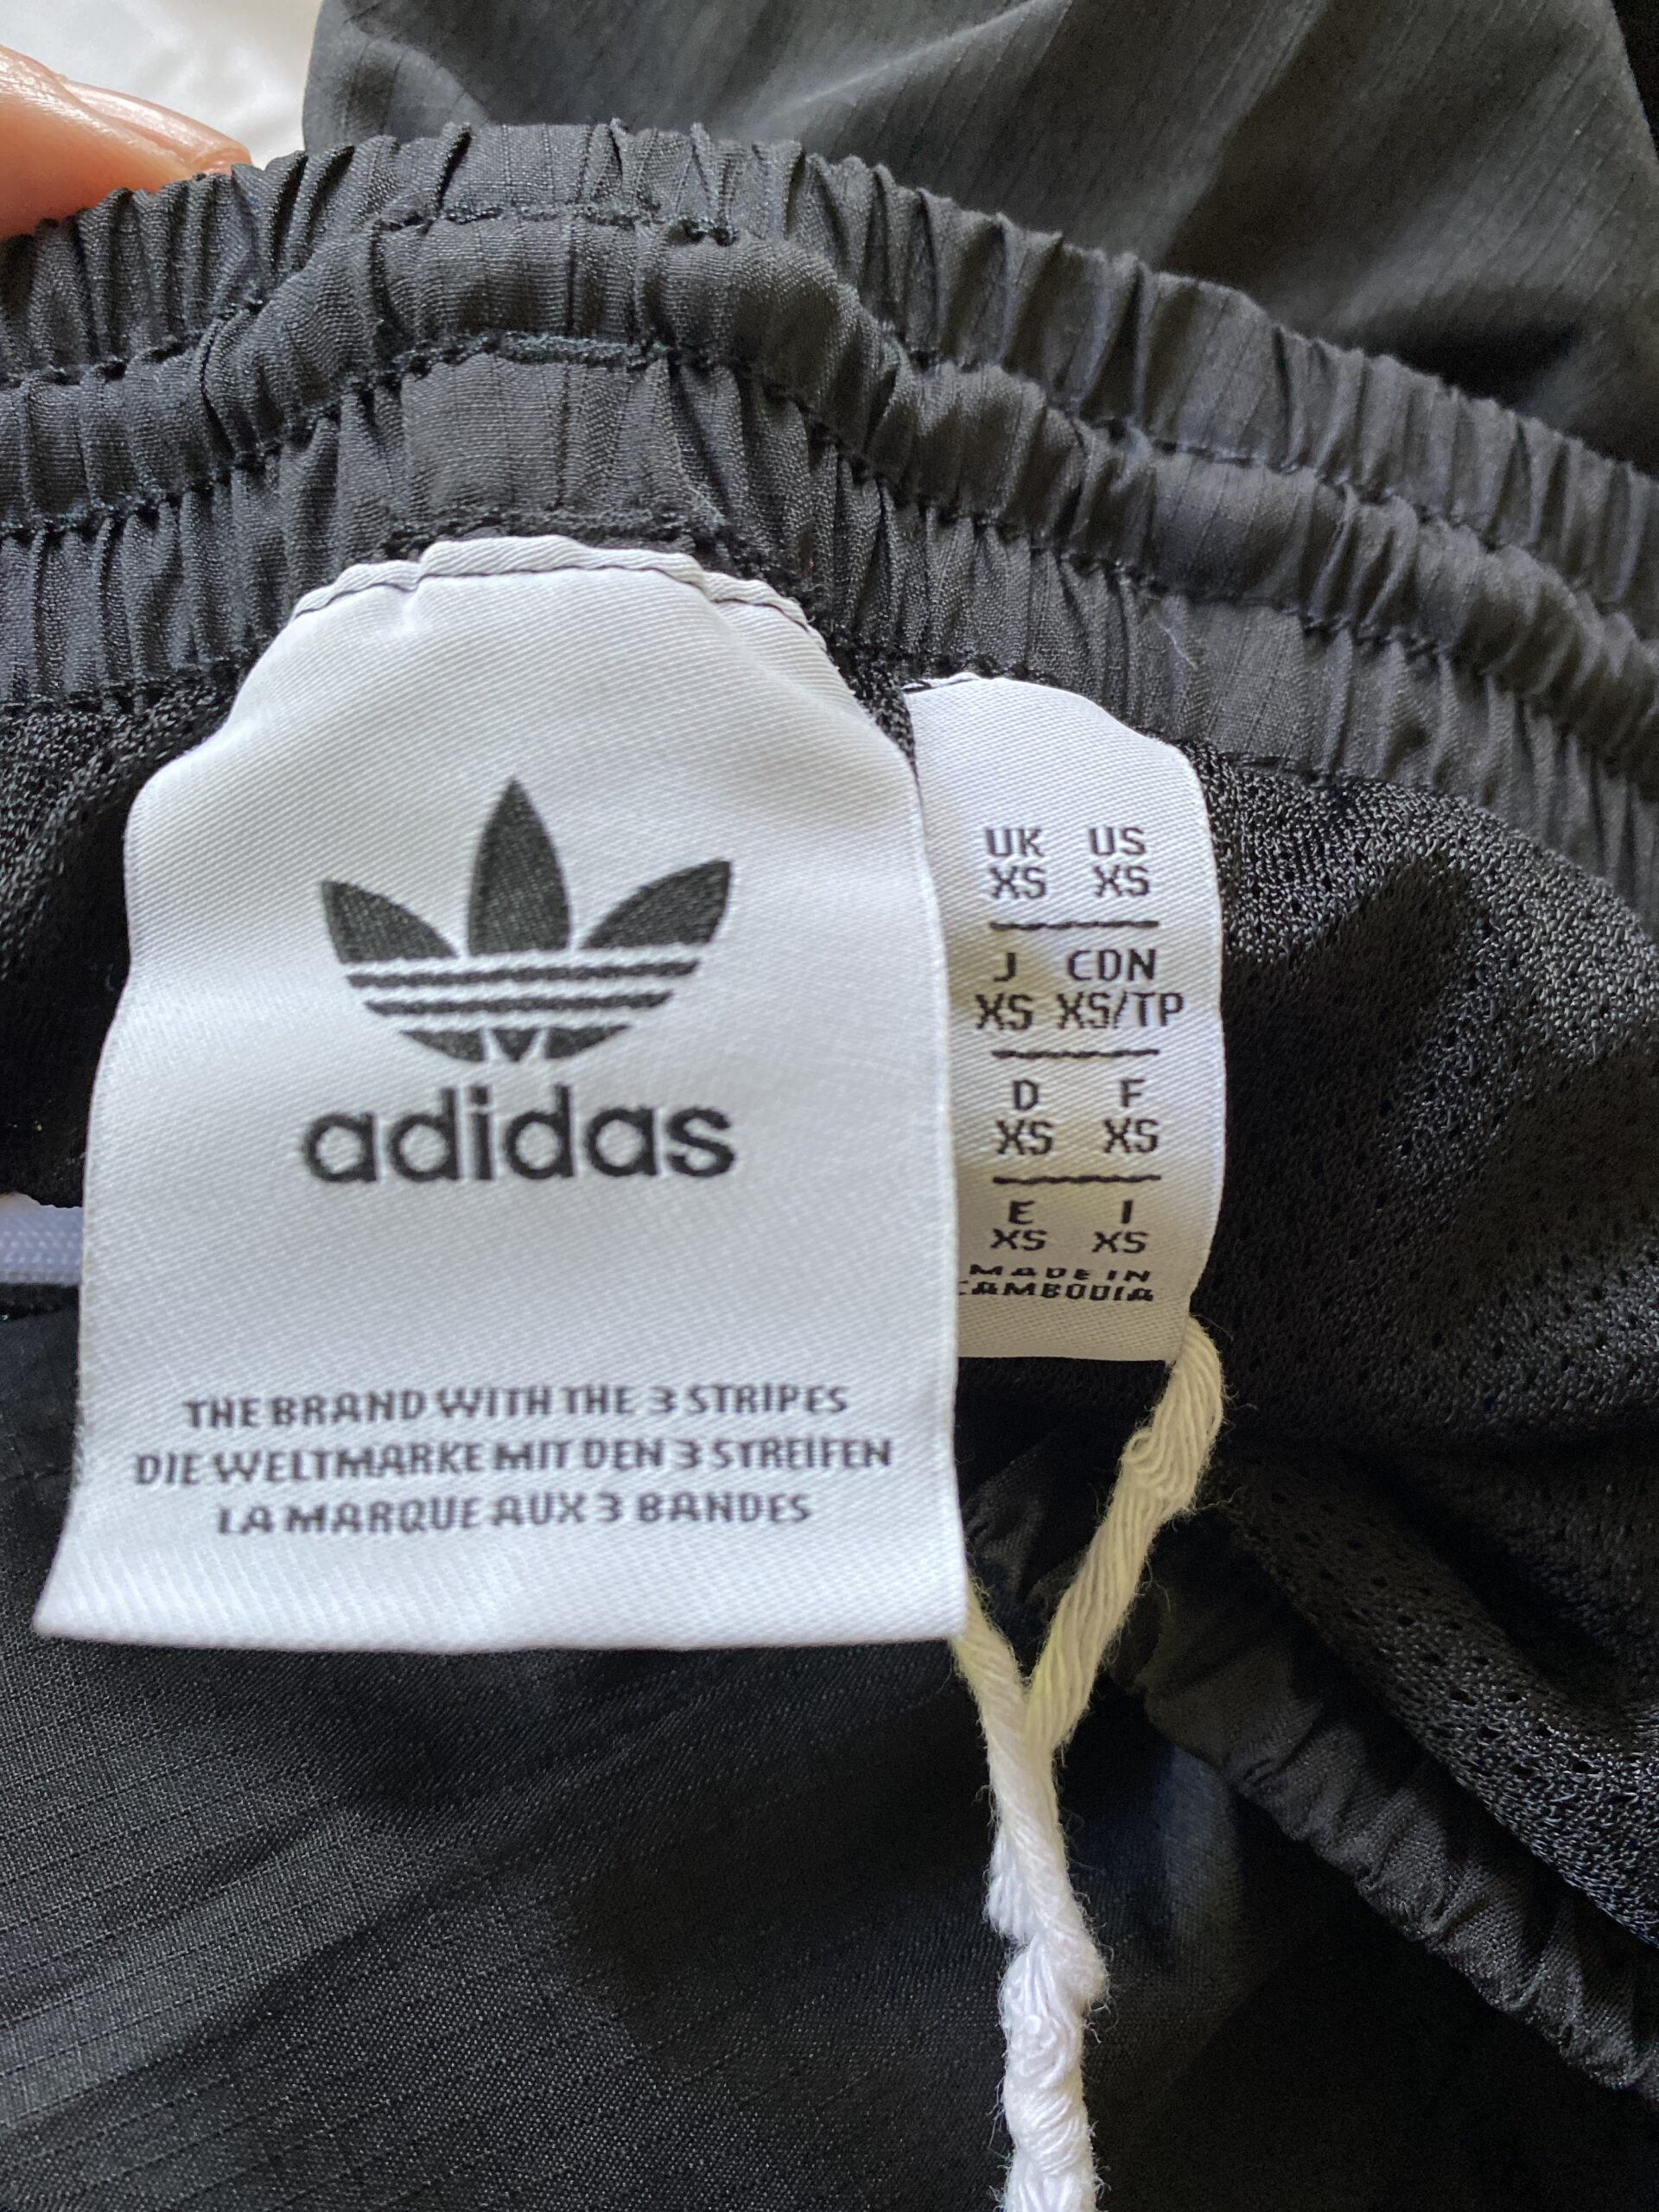 adidas
THE BRAND WITH THE 3 STRIPES
DIE WELTMARKE MIT DEN 3 STREIFEN
LA MARQUE AUX 3 BANDES
UK US
XS XS
J CDN
XS XS/TP
D F
XS XS
E I
XS XS
MADE IN
CAMBODIA